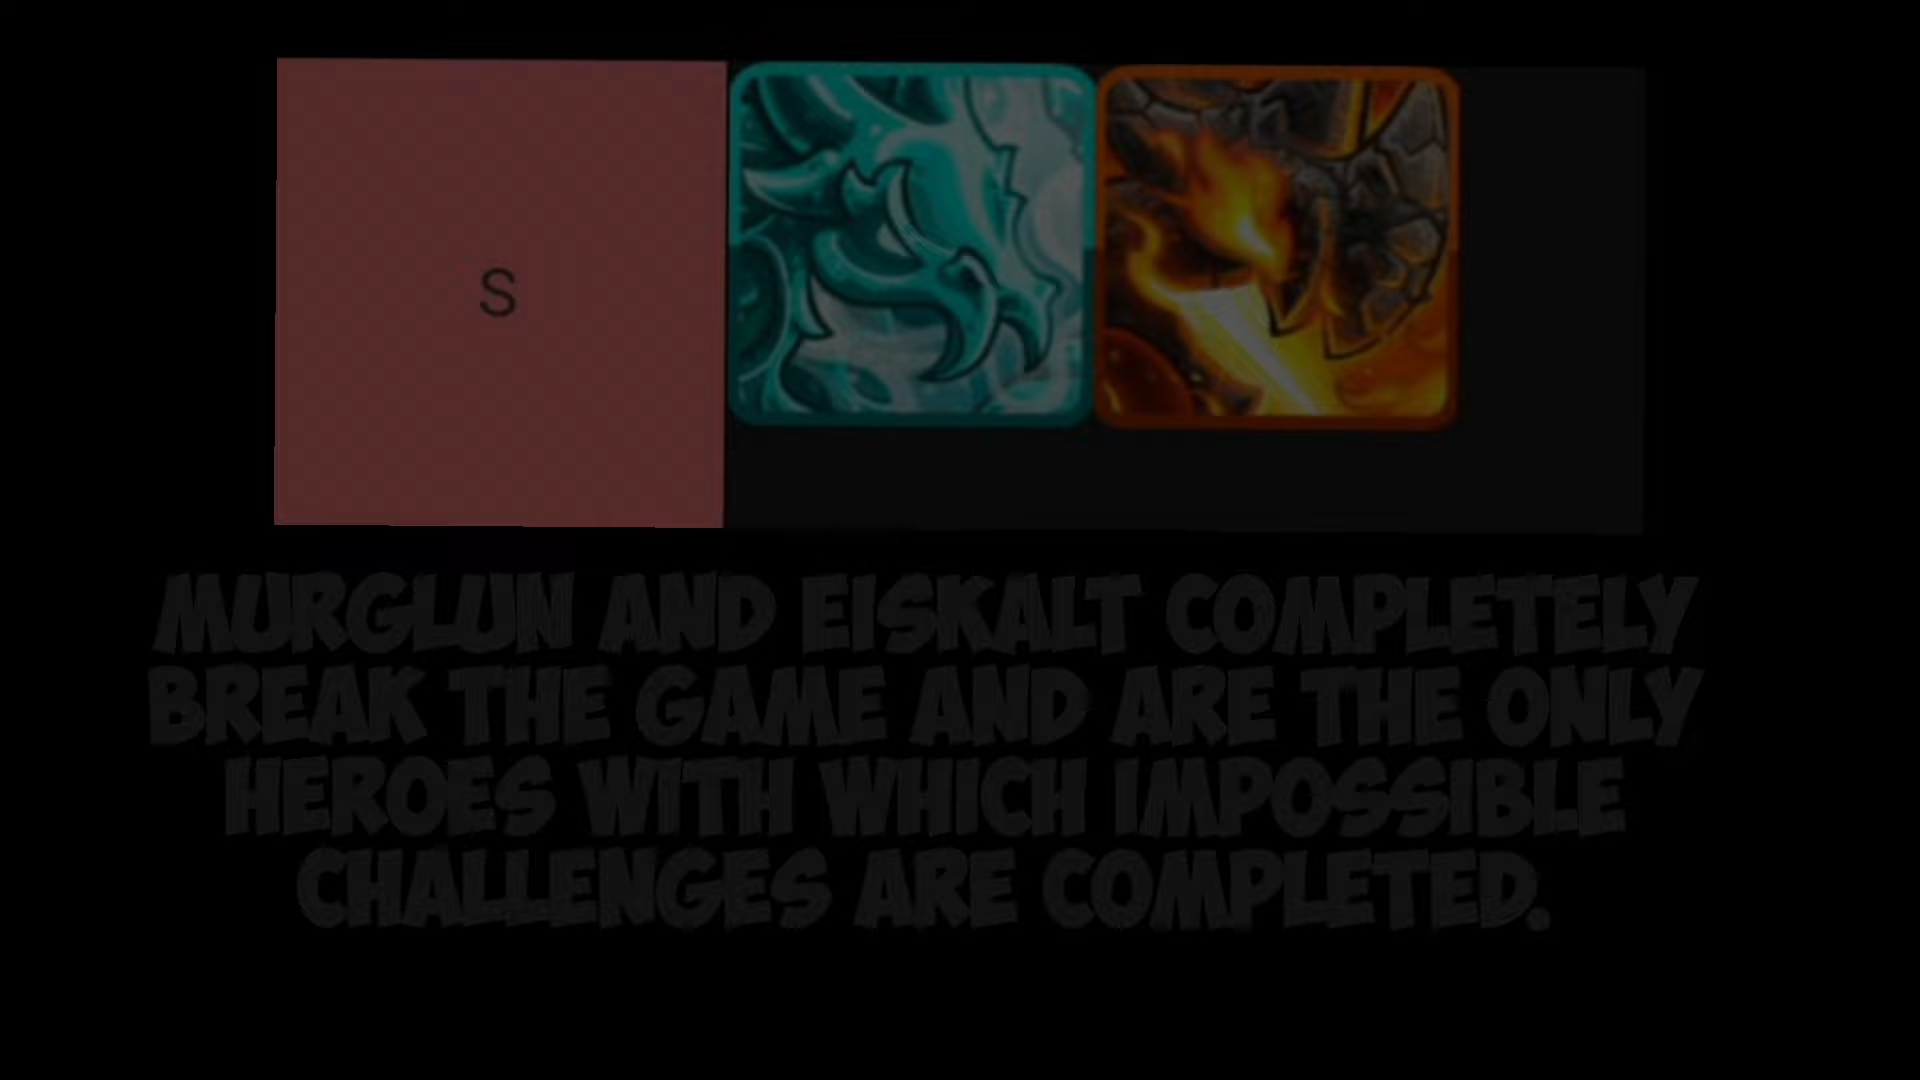 S
MURGLUN AND EISKALT COMPLETELY
BREAK THE GAME AND ARE THE ONLY
HEROES WITH WHICH IMPOSSIBLE
CHALLENGES ARE COMPLETED.